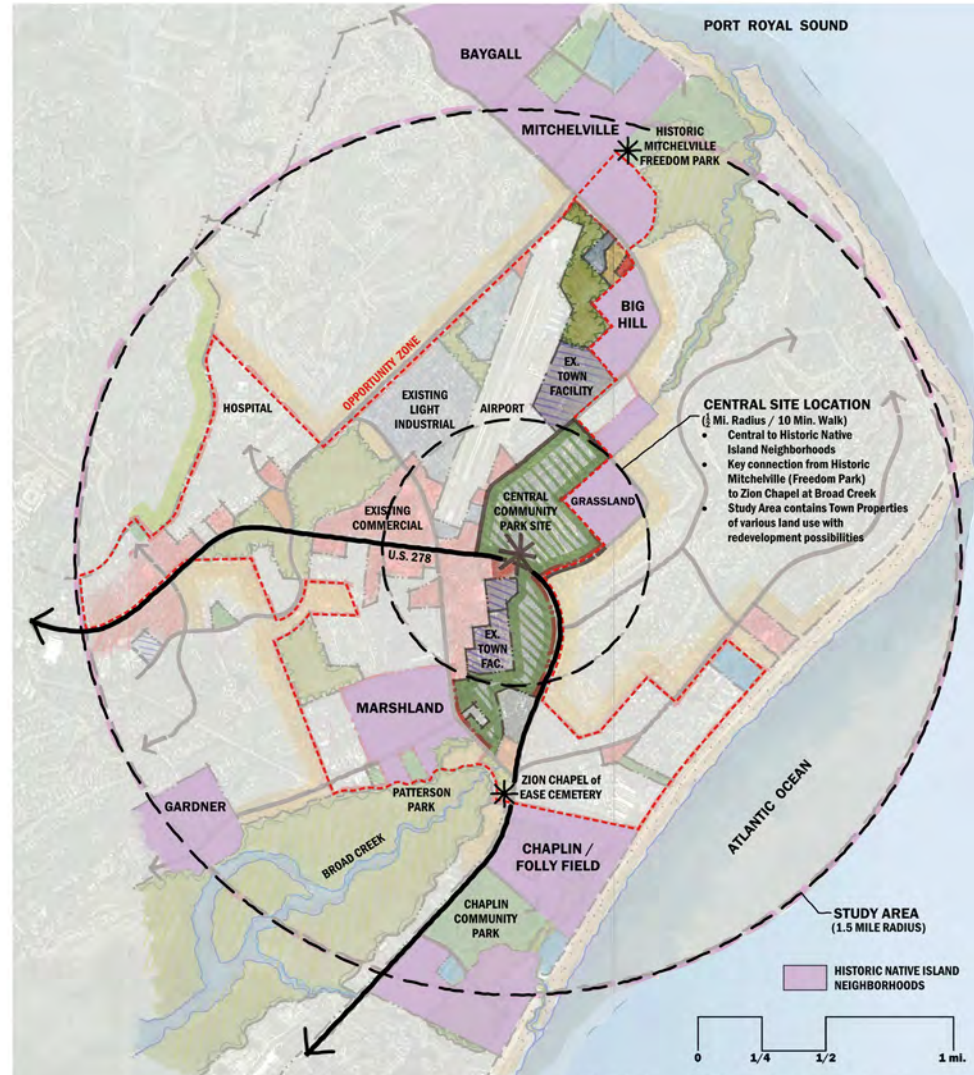 PORT ROYAL SOUND
BAYGALL
MITCHELVILLE
HISTORIC
MITCHELVILLE
FREEDOM PARK
BIG
HILL
OPPORTUNITY ZONE
HOSPITAL
EX.
TOWN
FACILITY
EXISTING
LIGHT
INDUSTRIAL
AIRPORT
CENTRAL SITE LOCATION
(½ Mi. Radius / 10 Min. Walk)
• Central to Historic Native
Island Neighborhoods
• Key connection from Historic
Mitchelville (Freedom Park)
to Zion Chapel at Broad Creek
• Study Area contains Town Properties
of various land use with
redevelopment possibilities
GRASSLAND
CENTRAL
COMMUNITY
PARK SITE
EXISTING
COMMERCIAL
U.S. 278
EX.
TOWN
FAC.
MARSHLAND
ZION CHAPEL of
EASE CEMETERY
PATTERSON
PARK
GARDNER
BROAD CREEK
CHAPLIN /
FOLLY FIELD
ATLANTIC OCEAN
CHAPLIN
COMMUNITY
PARK
STUDY AREA
(1.5 MILE RADIUS)
HISTORIC NATIVE ISLAND
NEIGHBORHOODS
0 1/4 1/2 1 mi.